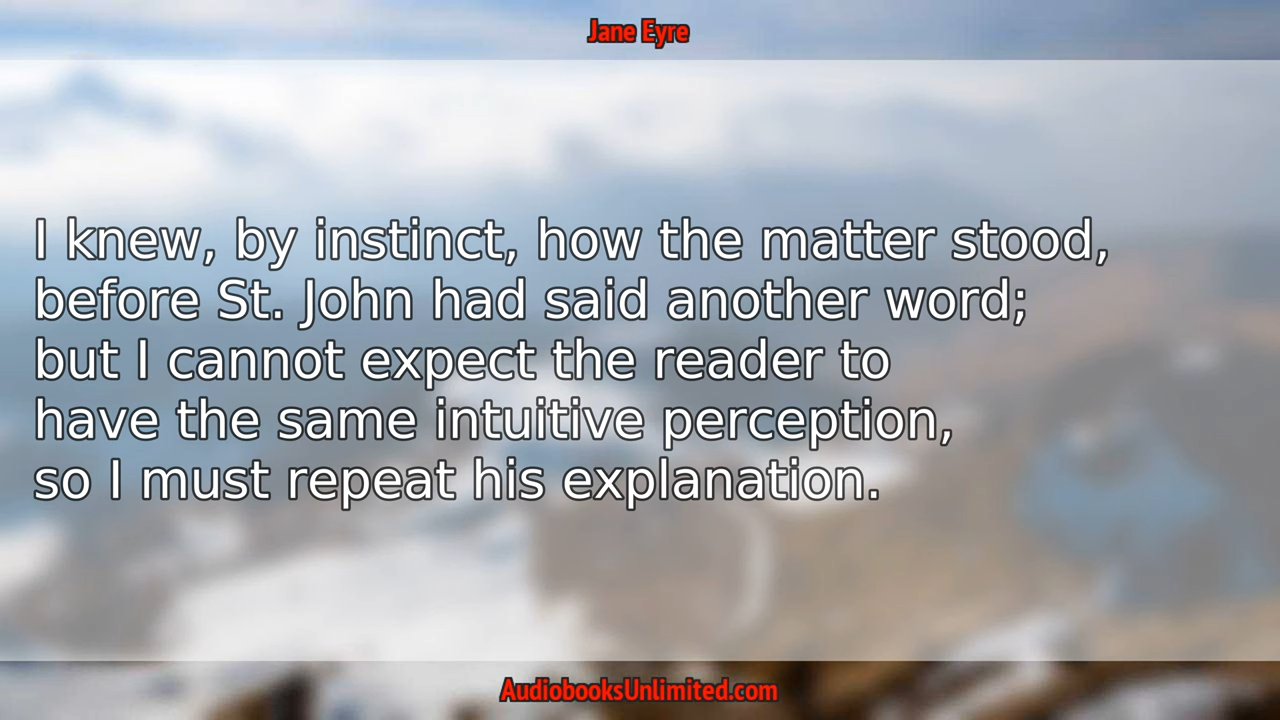 Jane Eyre
I knew, by instinct, how the matter stood,
before St. John had said another word;
but I cannot expect the reader to
have the same intuitive perception,
so I must repeat his explanation.
AudiobooksUnlimited.com